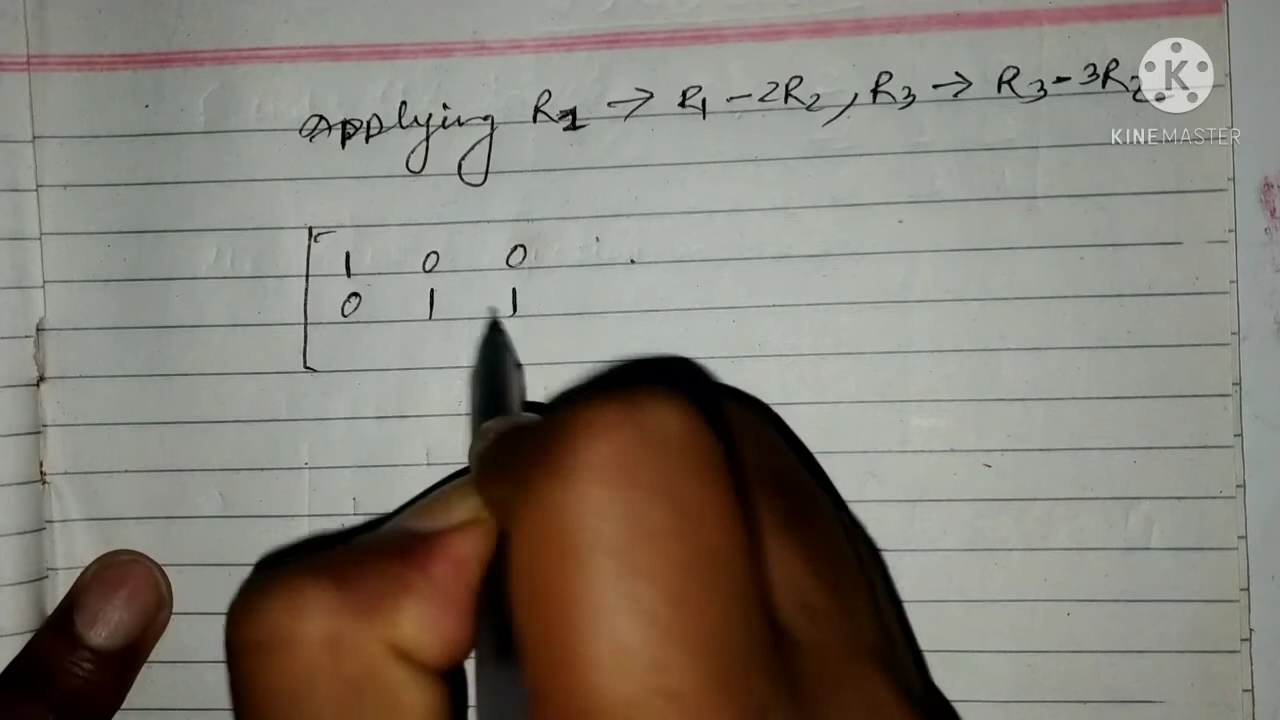 applying R1 → R1 - 2R2, R3 → R3 - 3R2
K
KINEMASTER
1 0 0
0 1 1